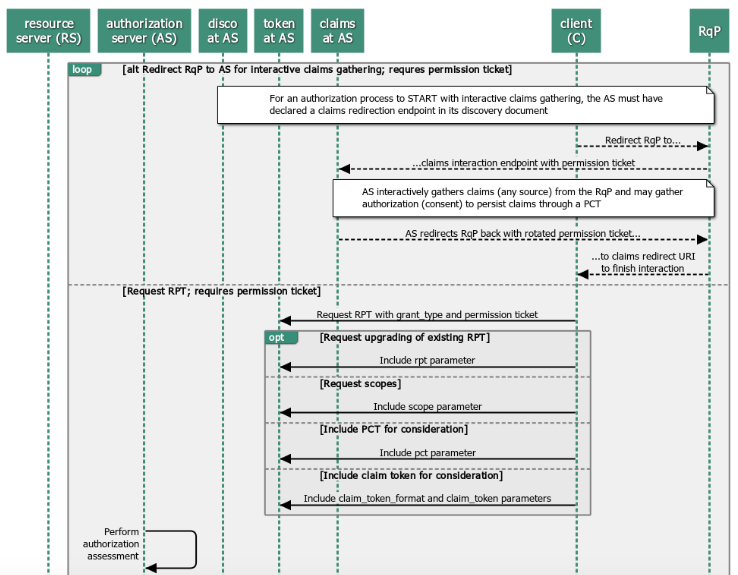 resource
server (RS)
authorization
server (AS)
disco
at AS
token
at AS
claims
at AS
client
(C)
RqP
loop
[alt Redirect RqP to AS for interactive claims gathering; requres permission ticket]
For an authorization process to START with interactive claims gathering, the AS must have
declared a claims redirection endpoint in its discovery document
Redirect RqP to...
...claims interaction endpoint with permission ticket
AS interactively gathers claims (any source) from the RqP and may gather
authorization (consent) to persist claims through a PCT
AS redirects RqP back with rotated permission ticket...
...to claims redirect URI
to finish interaction
[Request RPT; requires permission ticket]
Request RPT with grant_type and permission ticket
opt
[Request upgrading of existing RPT]
Include rpt parameter
[Request scopes]
Include scope parameter
[Include PCT for consideration]
Include pct parameter
[Include claim token for consideration]
Include claim_token_format and claim_token parameters
Perform
authorization
assessment